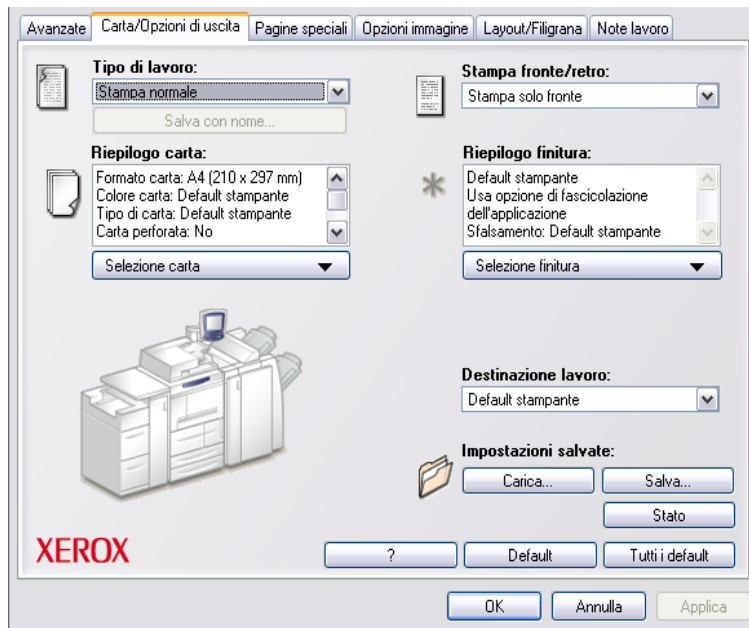 Avanzate Carta/Opzioni di uscita Pagine speciali Opzioni immagine Layout/Filigrana Note lavoro
Tipo di lavoro:
Stampa normale
Salva con nome...
Stampa fronte/retro:
Stampa solo fronte
Riepilogo carta:
Formato carta: A4 (210 x 297 mm)
Colore carta: Default stampante
Tipo di carta: Default stampante
Carta perforata: No
Selezione carta
Riepilogo finitura:
Default stampante
Usa opzione di fascicolazione
dell'applicazione
Sfalsamento: Default stampante
Selezione finitura
Destinazione lavoro:
Default stampante
Impostazioni salvate:
Carica... Salva...
Stato
XEROX
? Default Tutti i default
OK Annulla Applica